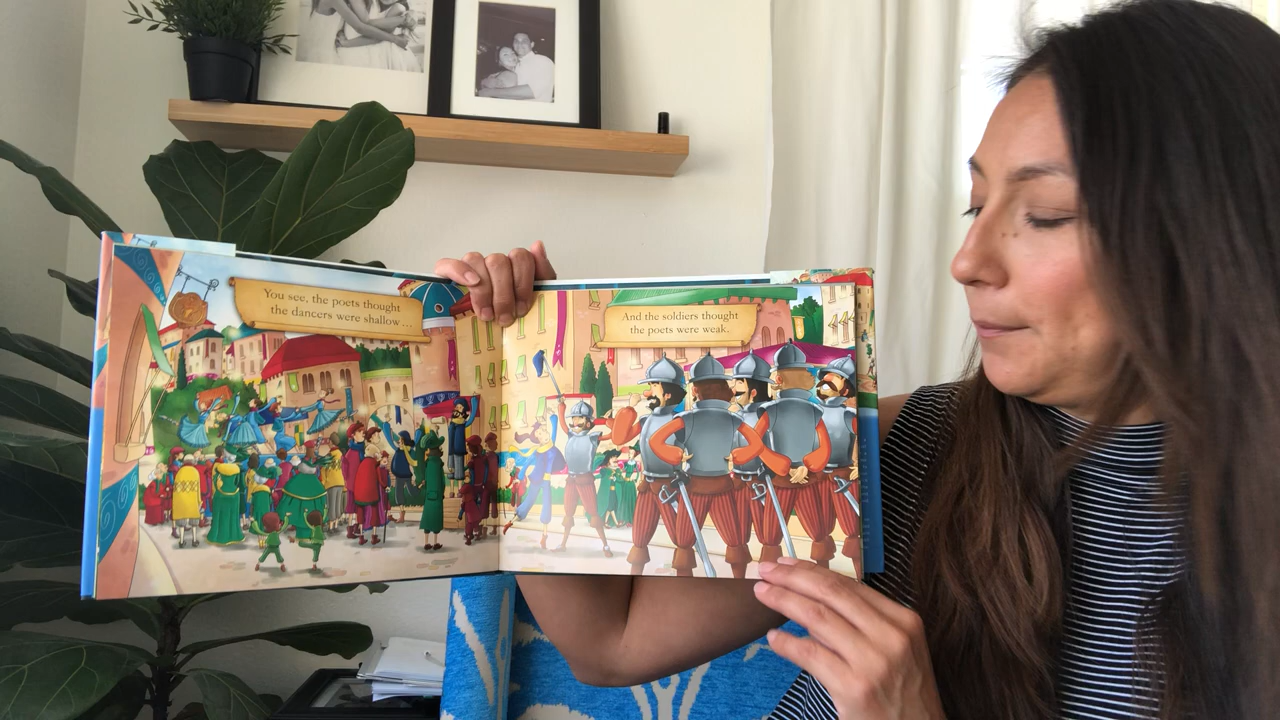 You see, the poets thought
the dancers were shallow...
And the soldiers thought
the poets were weak.